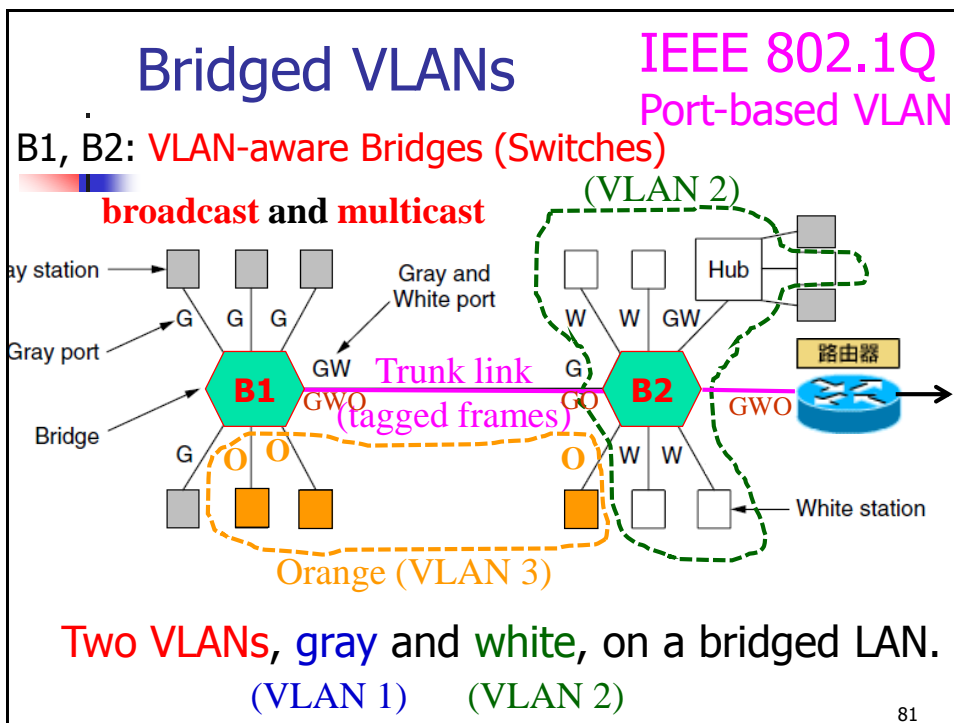 Bridged VLANs
IEEE 802.1Q
Port-based VLAN
B1, B2: VLAN-aware Bridges (Switches)
(VLAN 2)
broadcast and multicast
ay station
Gray and
White port
Hub
G
G
G
W
W
GW
Gray port
GW
G
路由器
B1
Trunk link
B2
GWO
GO
GWO
(tagged frames)
Bridge
G
O
O
O
W
W
White station
Orange (VLAN 3)
Two VLANs, gray and white, on a bridged LAN.
(VLAN 1)
(VLAN 2)
81